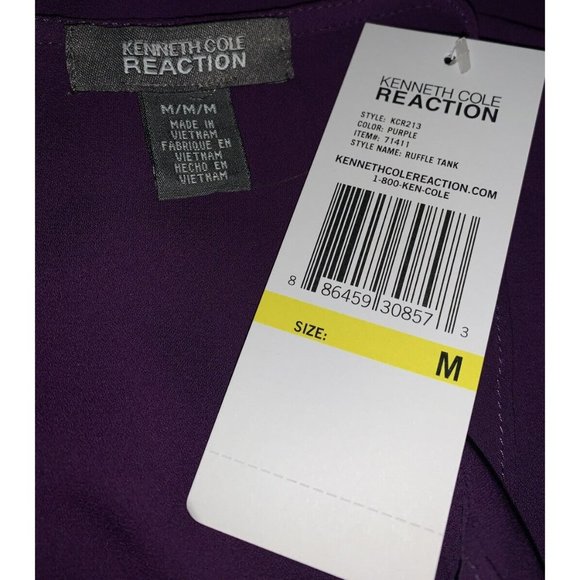 KENNETH COLE
REACTION
M/M/M
MADE IN
VIETNAM
FABRIQUE EN
VIETNAM
HECHO EN
VIETNAM
KENNETH COLE
REACTION
STYLE: KCR213
COLOR: PURPLE
ITEM#: 71411
STYLE NAME: RUFFLE TANK
KENNETHCOLEREACTION.COM
1-800-KEN-COLE
8 86459 30857 3
SIZE: M